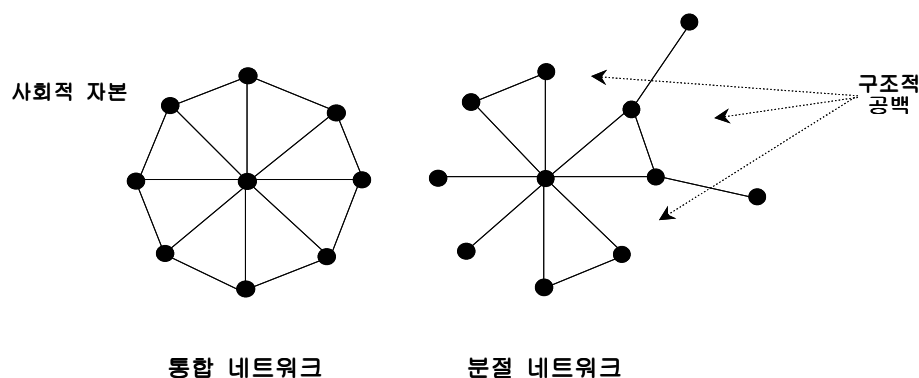 사회적 자본
구조적
공백
통합 네트워크
분절 네트워크